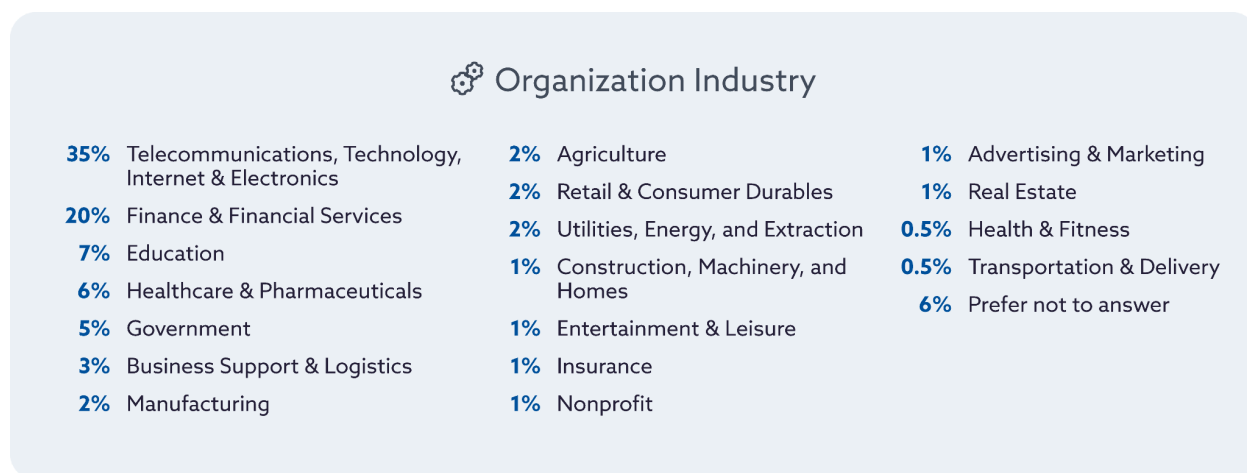 Organization Industry
35% Telecommunications, Technology,
Internet & Electronics
20% Finance & Financial Services
7% Education
6% Healthcare & Pharmaceuticals
5% Government
3% Business Support & Logistics
2% Manufacturing
2% Agriculture
2% Retail & Consumer Durables
2% Utilities, Energy, and Extraction
1% Construction, Machinery, and
Homes
1% Entertainment & Leisure
1% Insurance
1% Nonprofit
1% Advertising & Marketing
1% Real Estate
0.5% Health & Fitness
0.5% Transportation & Delivery
6% Prefer not to answer